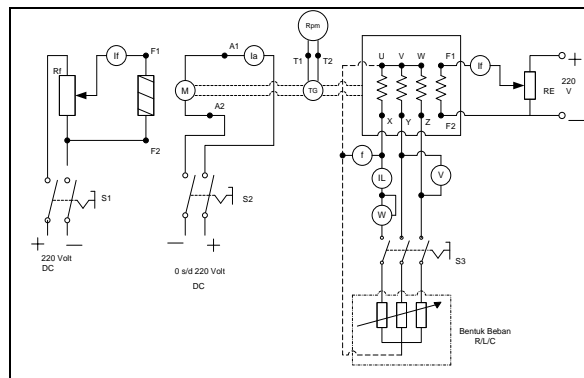 Rpm
T1 T2
TG
Rf
If
F1
F2
S1
+ —
220 Volt
DC
A1
Ia
M
A2
S2
— +
0 s/d 220 Volt
DC
U V W F1
X Y Z F2
If
RE
+
220
V
—
f
IL
W
V
S3
Bentuk Beban
R/L/C